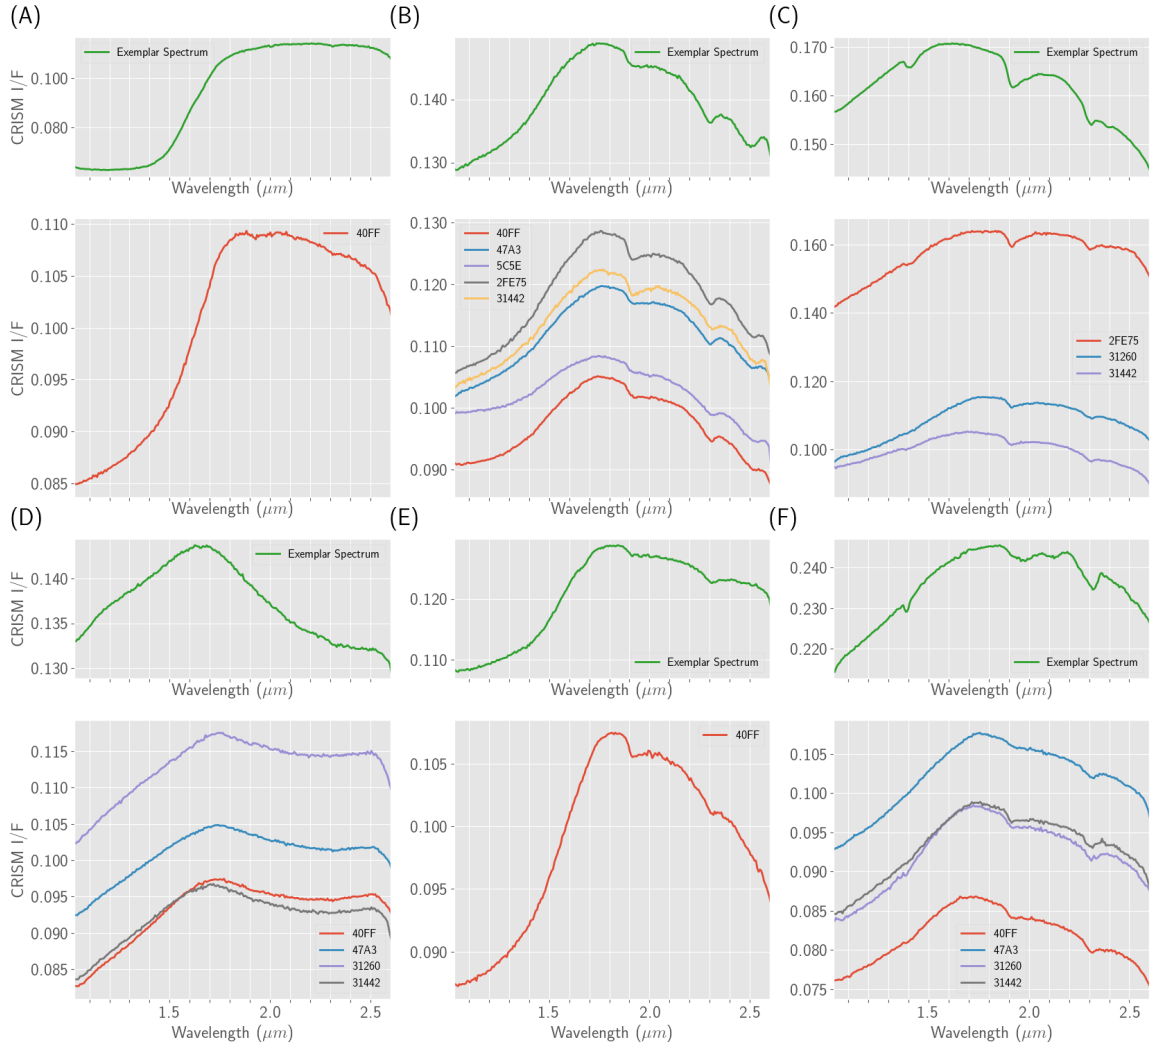 (A)
Exemplar Spectrum
CRISM I/F
0.100
0.080
Wavelength (μm)
0.110
0.105
0.100
0.095
0.090
0.085
40FF
CRISM I/F
Wavelength (μm)
(B)
Exemplar Spectrum
0.140
0.130
Wavelength (μm)
0.130
0.120
0.110
0.100
0.090
40FF
47A3
5C5E
2FE75
31442
Wavelength (μm)
(C)
Exemplar Spectrum
0.170
0.160
0.150
Wavelength (μm)
0.160
0.140
0.120
0.100
2FE75
31260
31442
Wavelength (μm)
(D)
Exemplar Spectrum
CRISM I/F
0.140
0.135
0.130
Wavelength (μm)
0.115
0.110
0.105
0.100
0.095
0.090
0.085
CRISM I/F
40FF
47A3
31260
31442
1.5 2.0 2.5
Wavelength (μm)
(E)
0.120
0.110
Exemplar Spectrum
Wavelength (μm)
40FF
0.105
0.100
0.095
0.090
1.5 2.0 2.5
Wavelength (μm)
(F)
0.240
0.230
0.220
Exemplar Spectrum
Wavelength (μm)
0.105
0.100
0.095
0.090
0.085
0.080
0.075
40FF
47A3
31260
31442
1.5 2.0 2.5
Wavelength (μm)